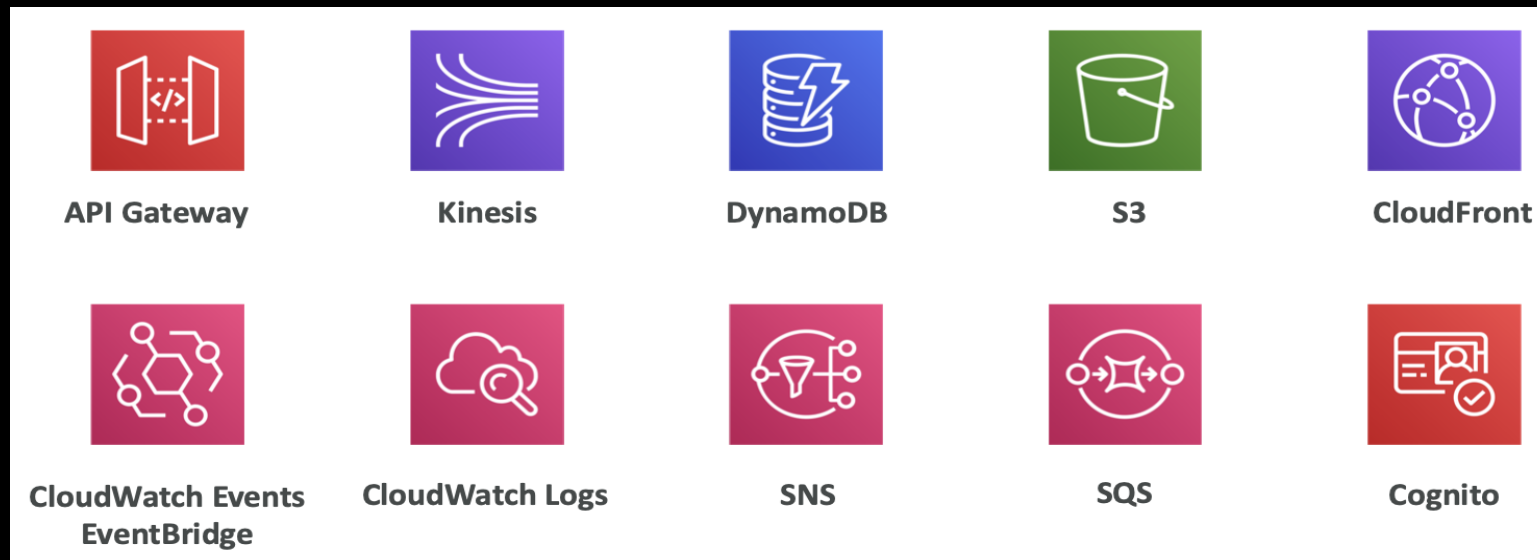 </>
API Gateway
Kinesis
DynamoDB
S3
CloudFront
CloudWatch Events
EventBridge
CloudWatch Logs
SNS
SQS
Cognito